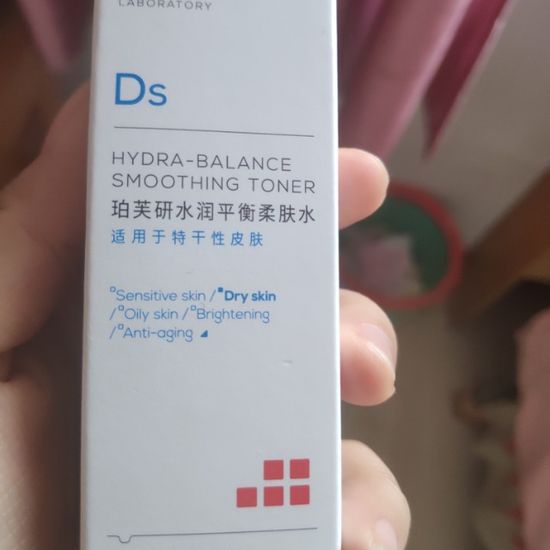 LABORATORY
Ds
HYDRA-BALANCE
SMOOTHING TONER
珀芙研水润平衡柔肤水
适用于特干性皮肤
Sensitive skin / Dry skin
/ Oily skin / Brightening
/ Anti-aging